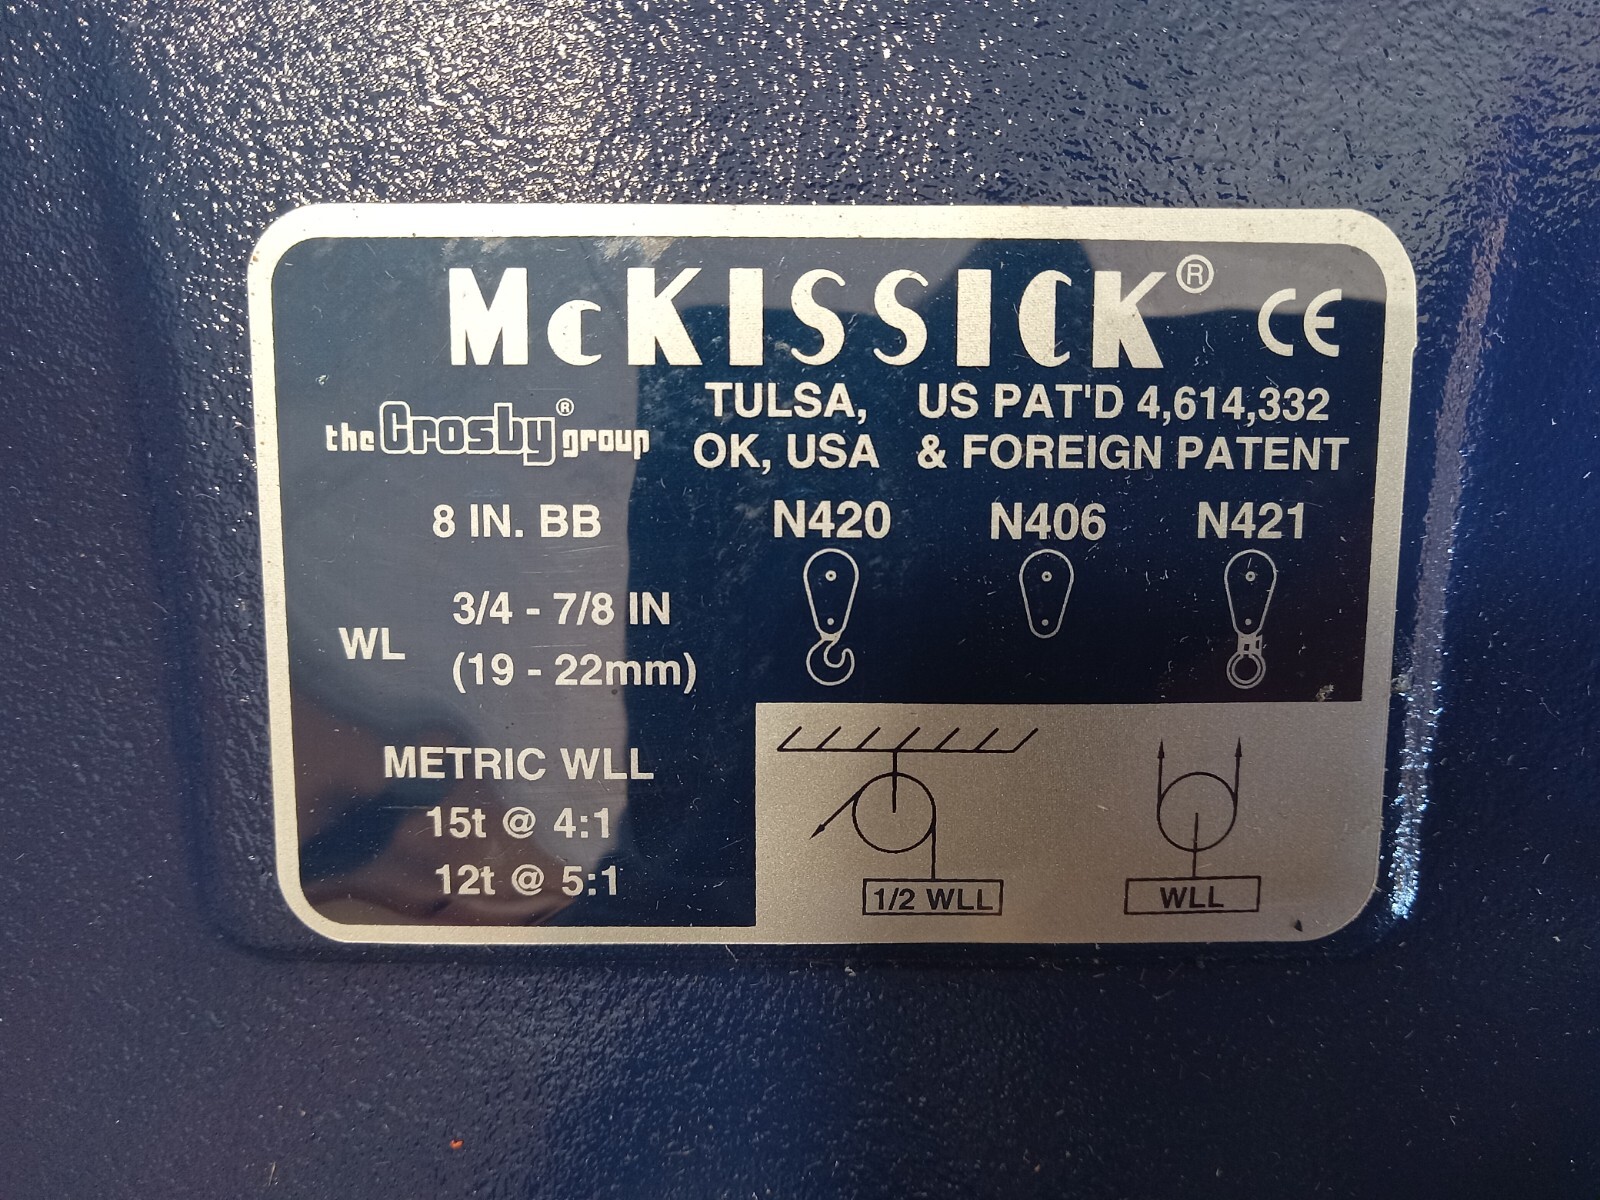 McKISSICK® CE
the Crosby® group
TULSA, OK, USA
US PAT'D 4,614,332
& FOREIGN PATENT
8 IN. BB
N420 N406 N421
WL 3/4 - 7/8 IN
(19 - 22mm)
METRIC WLL
15t @ 4:1
12t @ 5:1
1/2 WLL WLL